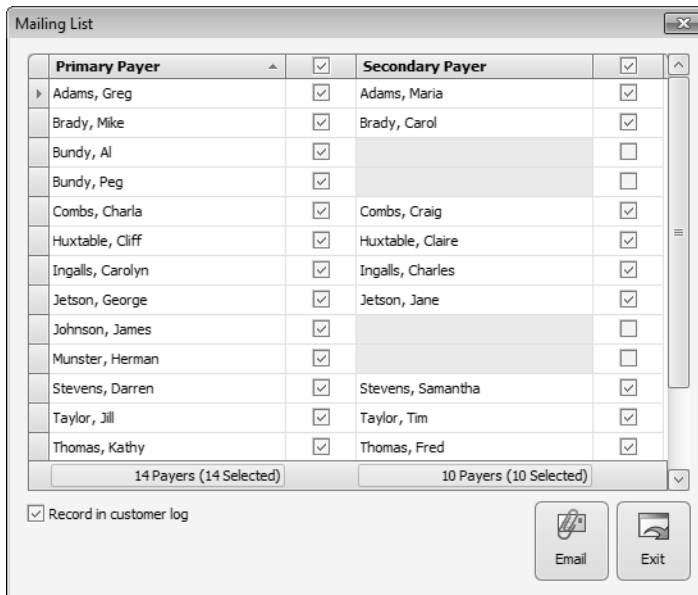 Mailing List
Primary Payer Secondary Payer
Adams, Greg Adams, Maria
Brady, Mike Brady, Carol
Bundy, Al
Bundy, Peg
Combs, Charla Combs, Craig
Huxtable, Cliff Huxtable, Claire
Ingalls, Carolyn Ingalls, Charles
Jetson, George Jetson, Jane
Johnson, James
Munster, Herman
Stevens, Darren Stevens, Samantha
Taylor, Jill Taylor, Tim
Thomas, Kathy Thomas, Fred
14 Payers (14 Selected) 10 Payers (10 Selected)
Record in customer log
Email Exit